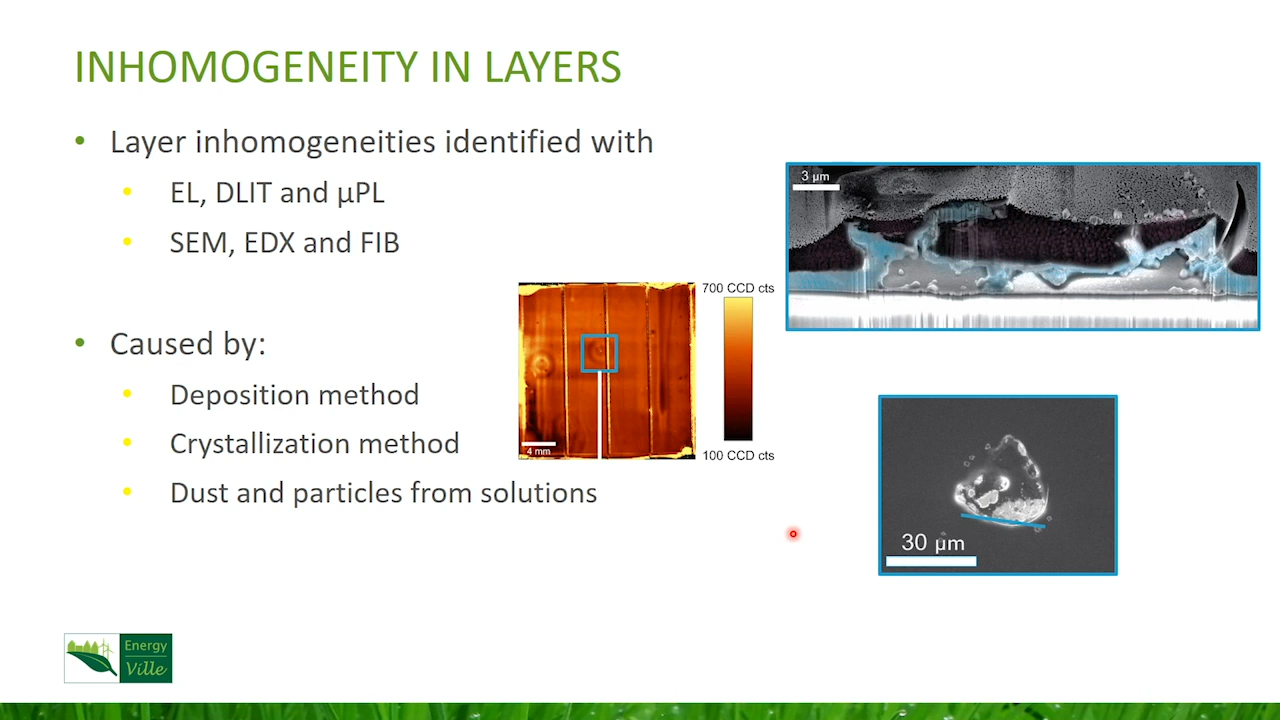 INHOMOGENEITY IN LAYERS
• Layer inhomogeneities identified with
• EL, DLIT and µPL
• SEM, EDX and FIB
• Caused by:
• Deposition method
• Crystallization method
• Dust and particles from solutions
700 CCD cts
100 CCD cts
4 mm
3 µm
30 µm
Energy
Ville